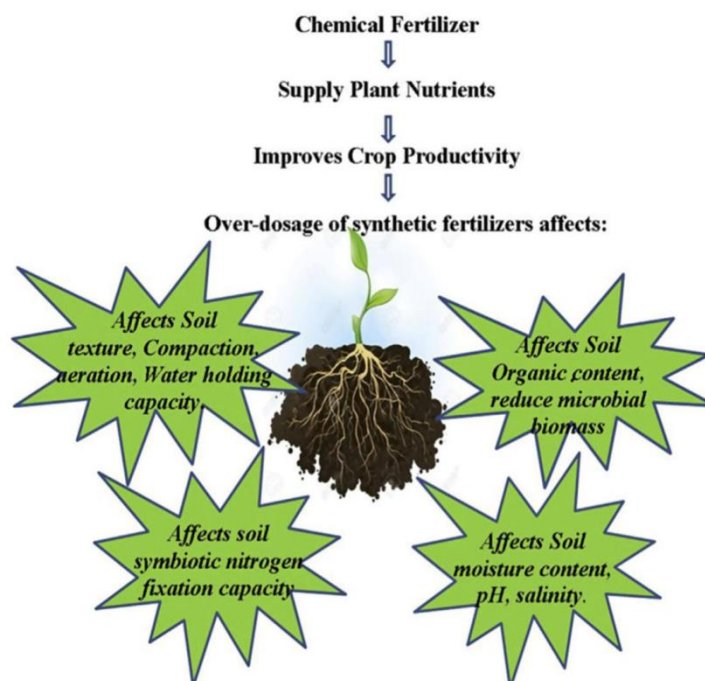 Chemical Fertilizer
Supply Plant Nutrients
Improves Crop Productivity
Over-dosage of synthetic fertilizers affects:
Affects Soil
texture, Compaction,
aeration, Water holding
capacity.
Affects Soil
Organic content,
reduce microbial
biomass
Affects soil
symbiotic nitrogen
fixation capacity
Affects Soil
moisture content,
pH, salinity.